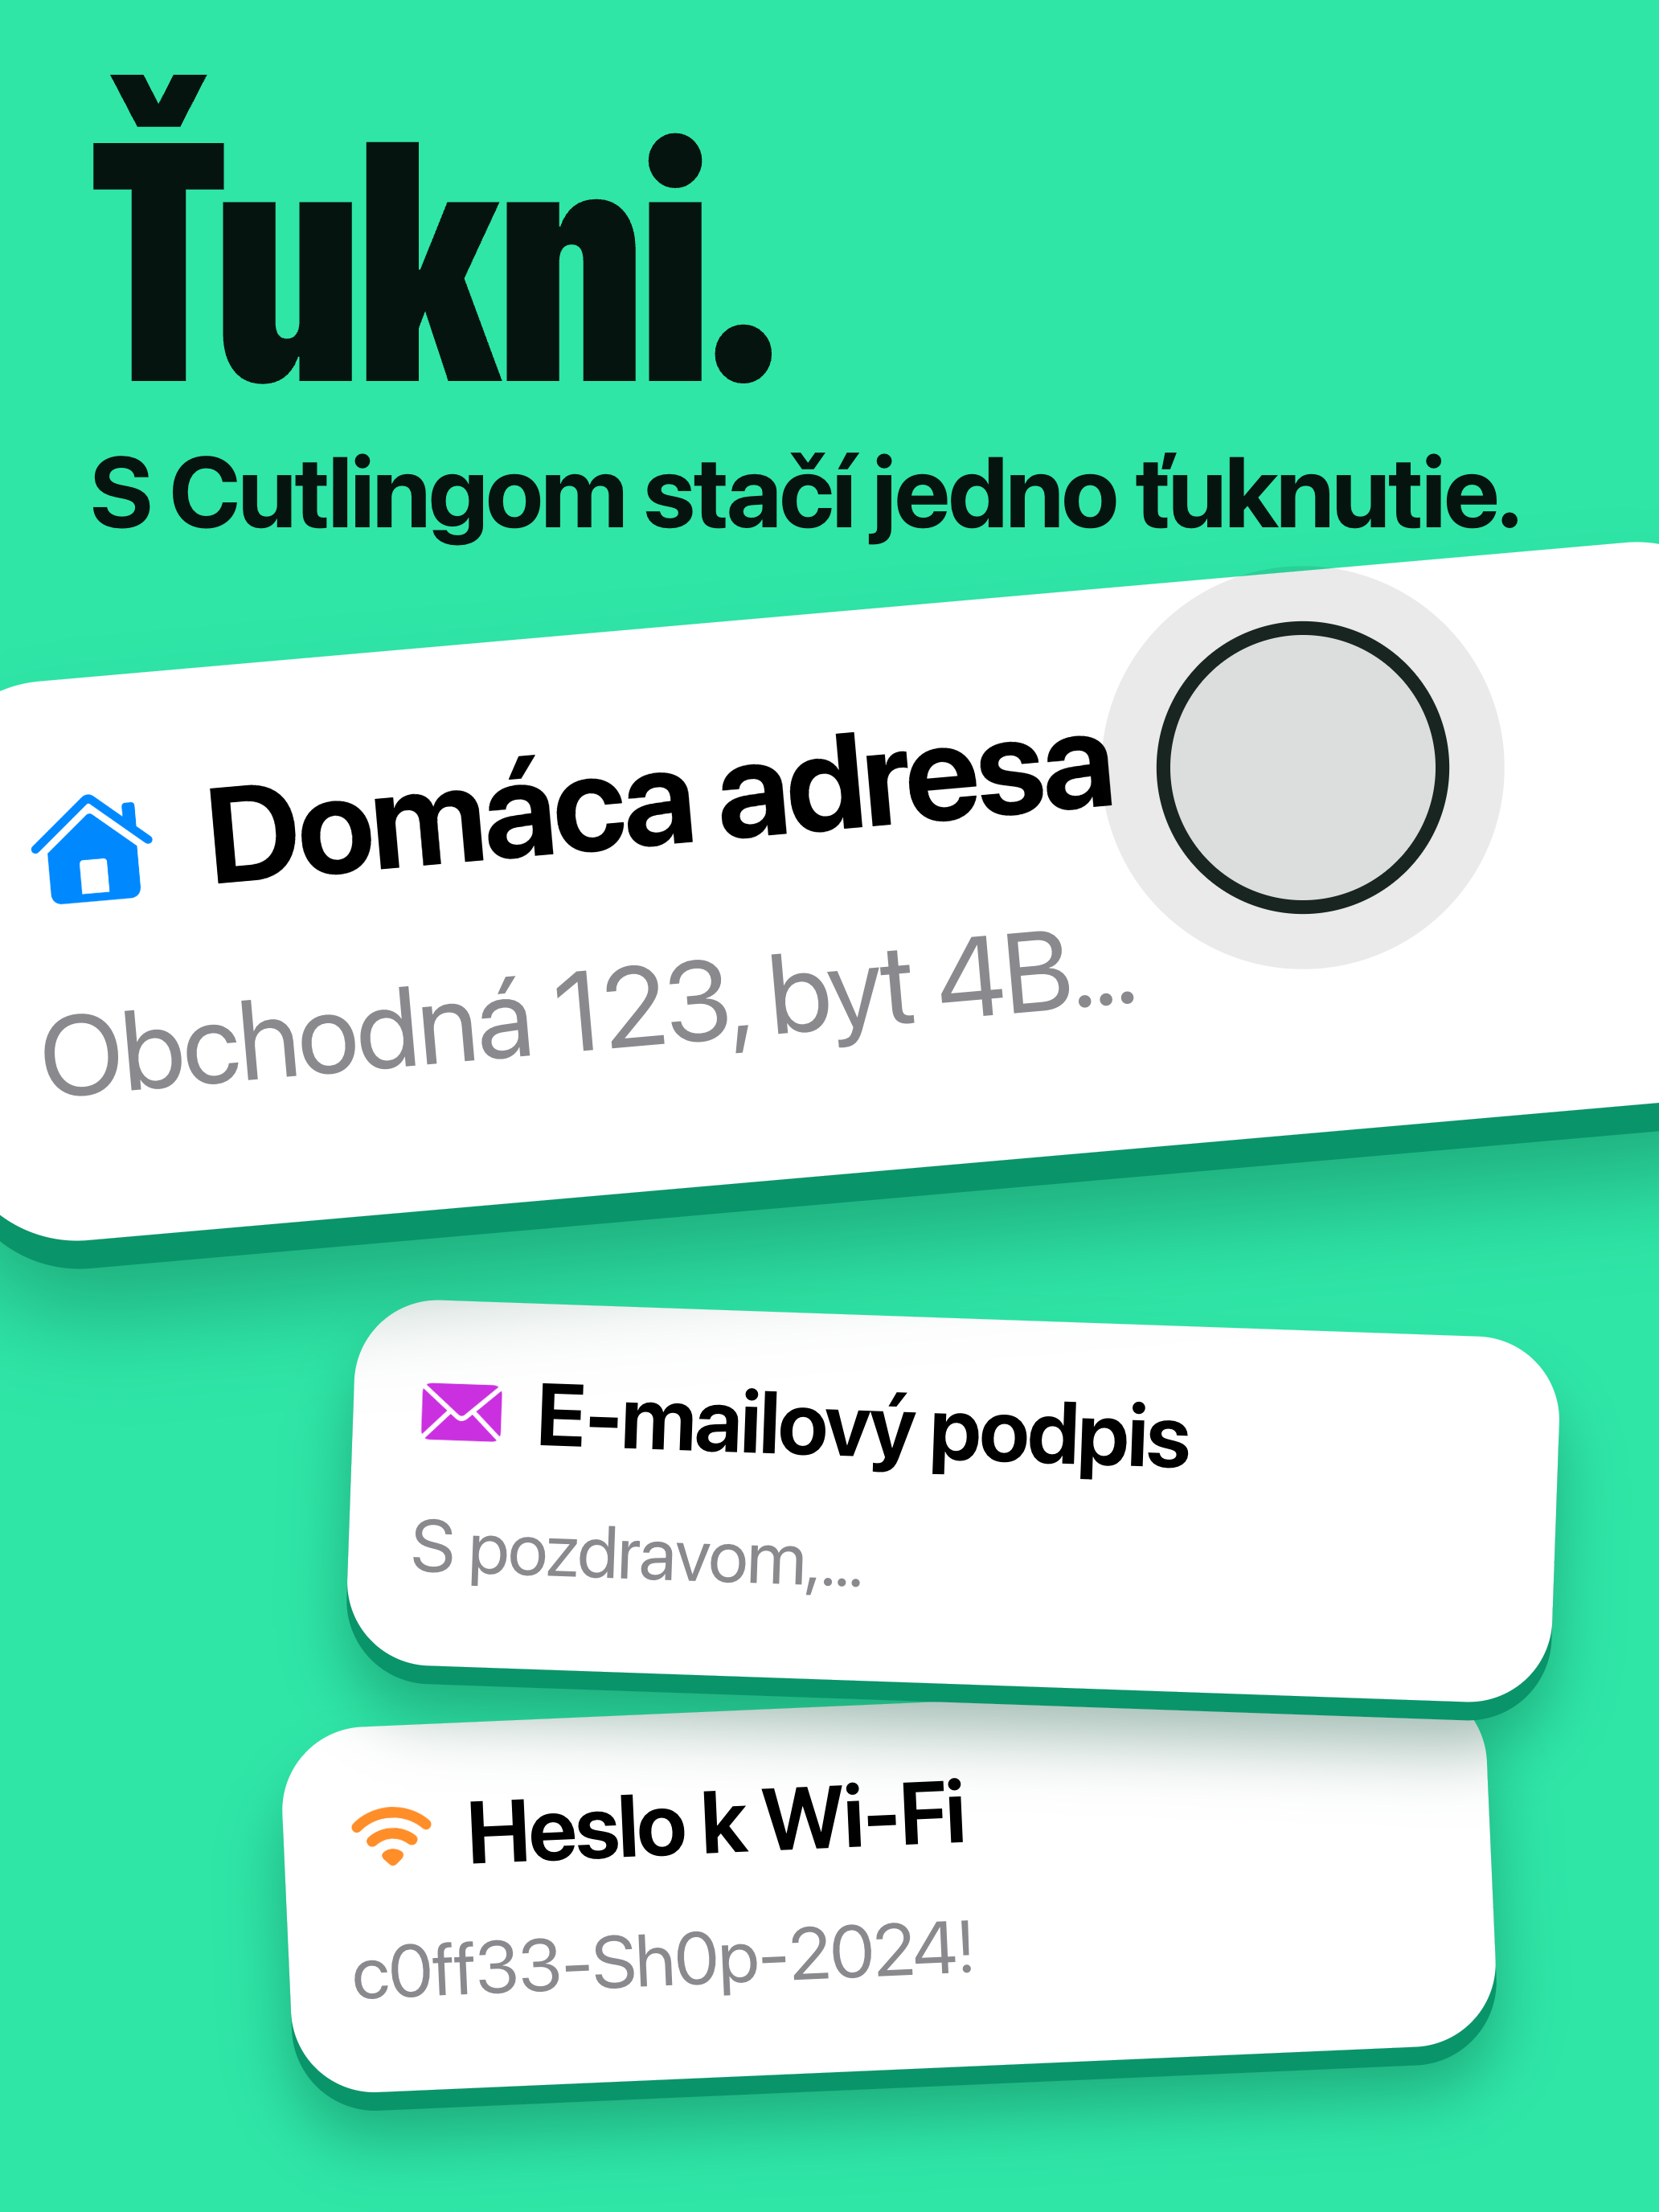 Ťukni.
S Cutlingom stačí jedno ťuknutie.
Domáca adresa
Obchodná 123, byt 4B...
E-mailový podpis
S pozdravom,...
Heslo k Wi-Fi
c0ff33-Sh0p-2024!